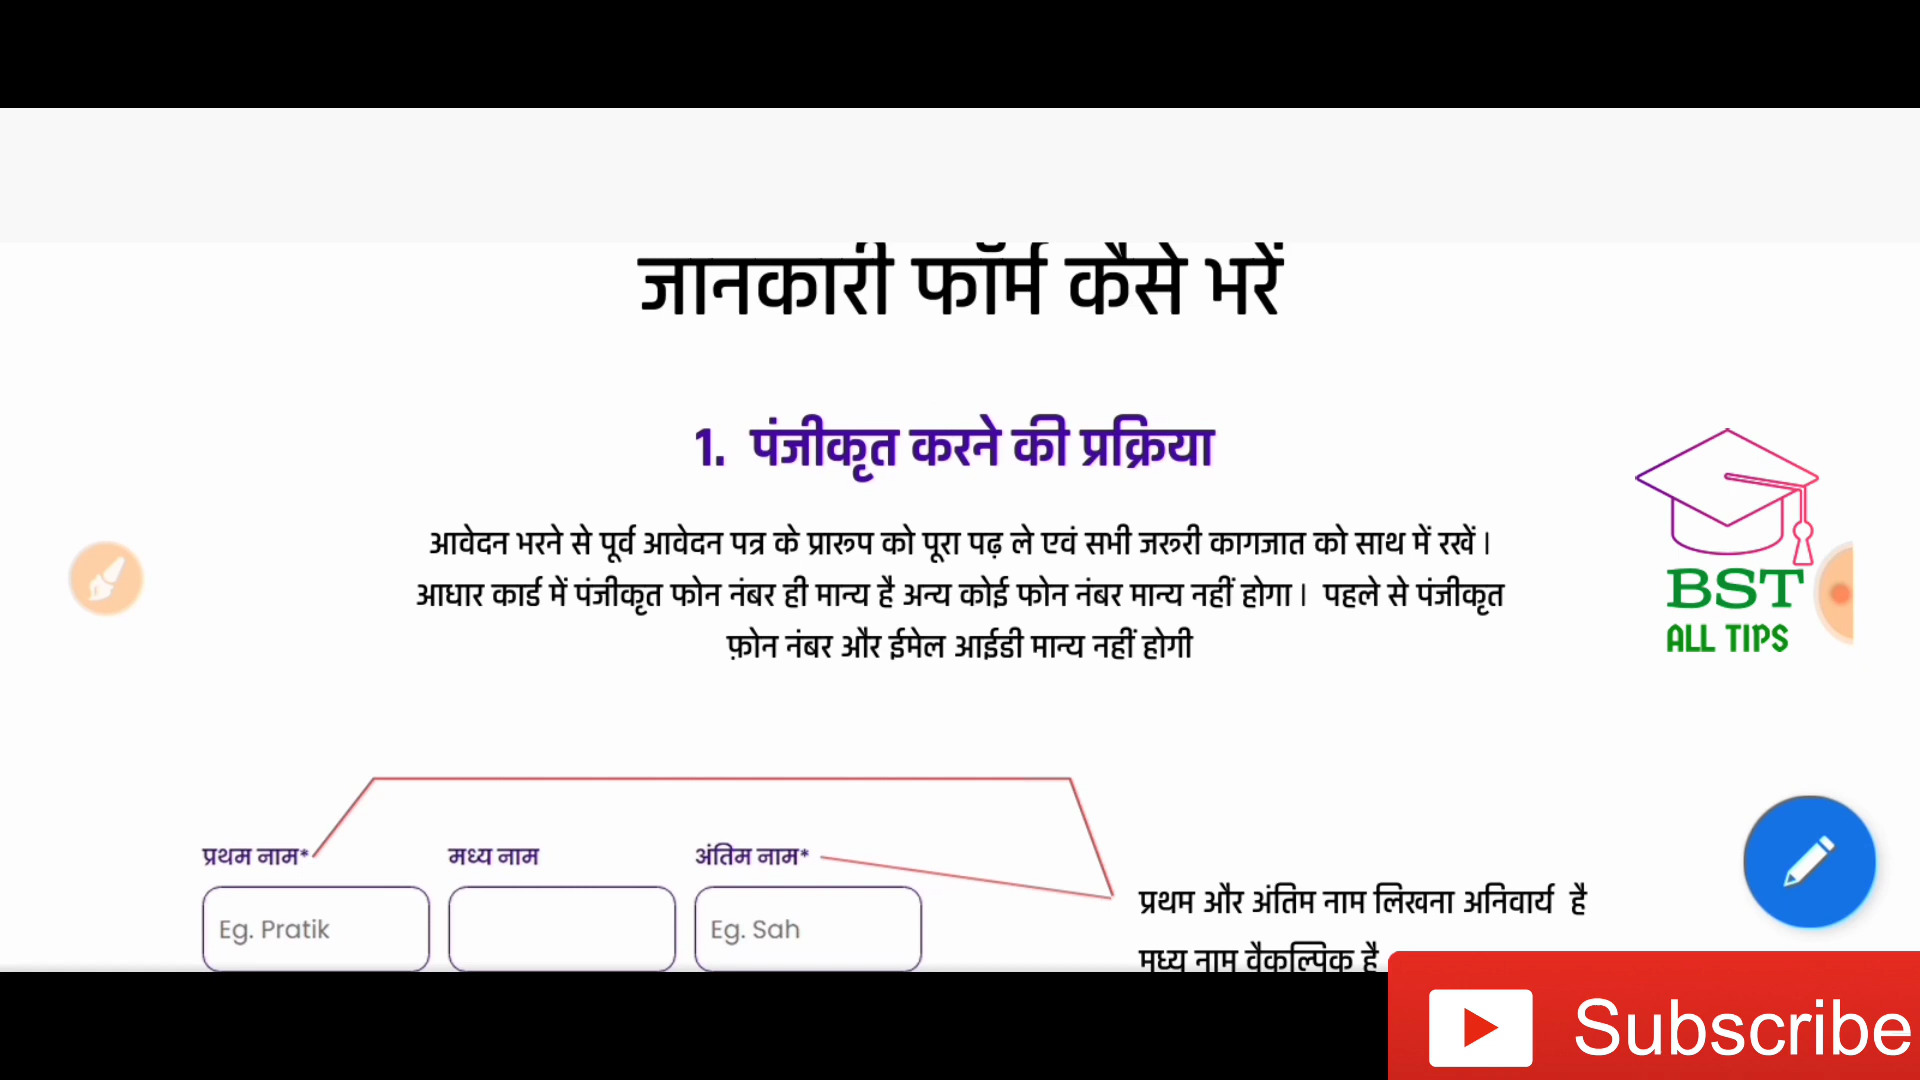 जानकारी फॉर्म कैसे भरें
1. पंजीकृत करने की प्रक्रिया
आवेदन भरने से पूर्व आवेदन पत्र के प्रारूप को पूरा पढ़ ले एवं सभी जरूरी कागजात को साथ में रखें।
आधार कार्ड में पंजीकृत फोन नंबर ही मान्य है अन्य कोई फोन नंबर मान्य नहीं होगा। पहले से पंजीकृत
फ़ोन नंबर और ईमेल आईडी मान्य नहीं होगी
BST
ALL TIPS
प्रथम नाम*
मध्य नाम
अंतिम नाम*
Eg. Pratik
Eg. Sah
प्रथम और अंतिम नाम लिखना अनिवार्य है
मध्य नाम वैकल्पिक है
Subscribe